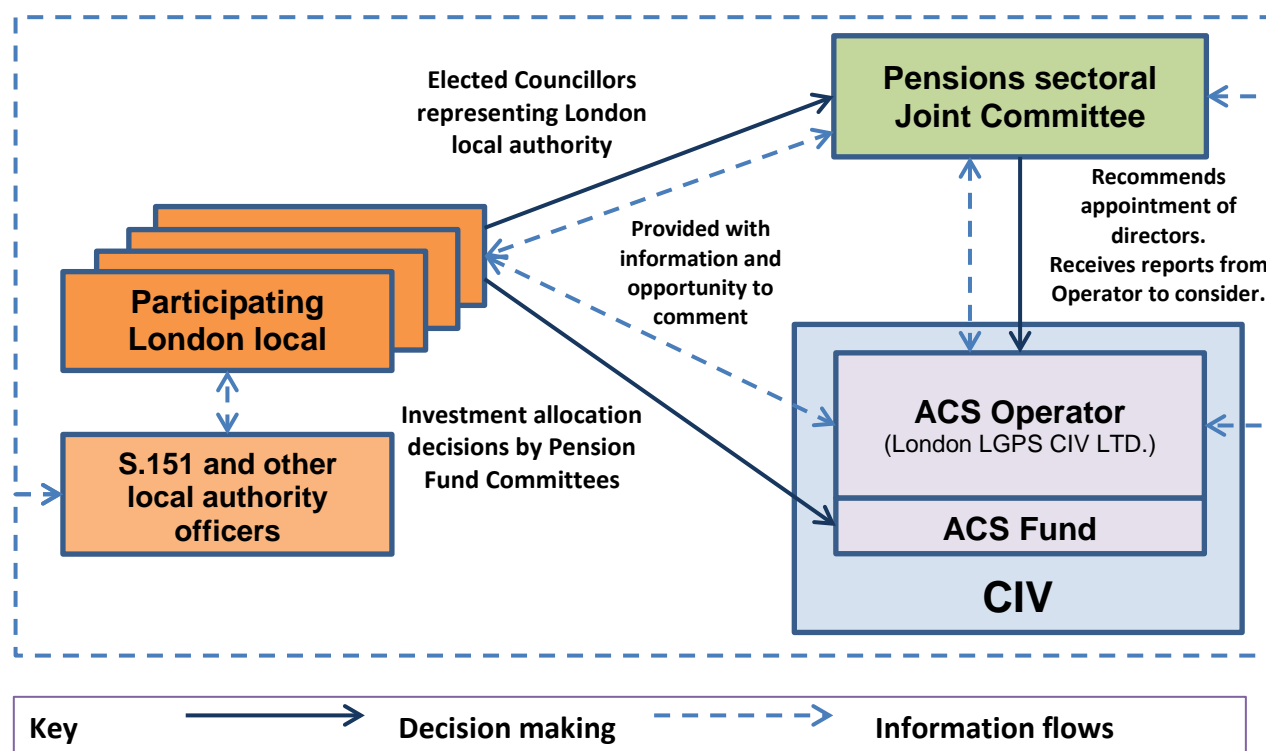 Elected Councillors
representing London
local authority
Pensions sectoral
Joint Committee
Recommends
appointment of
directors.
Receives reports from
Operator to consider.
Provided with
information and
opportunity to
comment
Participating
London local
Investment allocation
decisions by Pension
Fund Committees
S.151 and other
local authority
officers
ACS Operator
(London LGPS CIV LTD.)
ACS Fund
CIV
Key Decision making Information flows